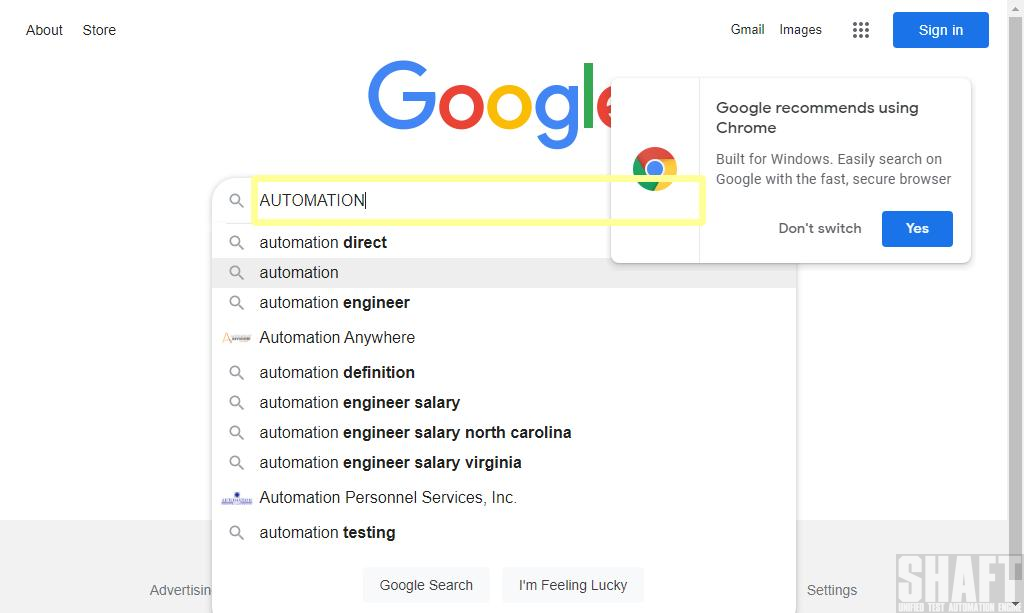 About Store Gmail Images Sign in
Google
Google recommends using
Chrome
Built for Windows. Easily search on
Google with the fast, secure browser
Don't switch Yes
AUTOMATION
automation direct
automation
automation engineer
Automation Anywhere
automation definition
automation engineer salary
automation engineer salary north carolina
automation engineer salary virginia
Automation Personnel Services, Inc.
automation testing
Google Search I'm Feeling Lucky
Advertisin Settings
SHAFT
UNIFIED TEST AUTOMATION ENGI